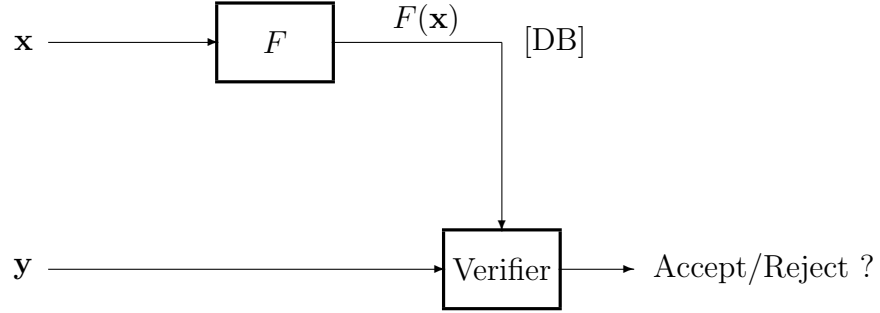 F(x)
x F [DB]
y Verifier Accept/Reject ?